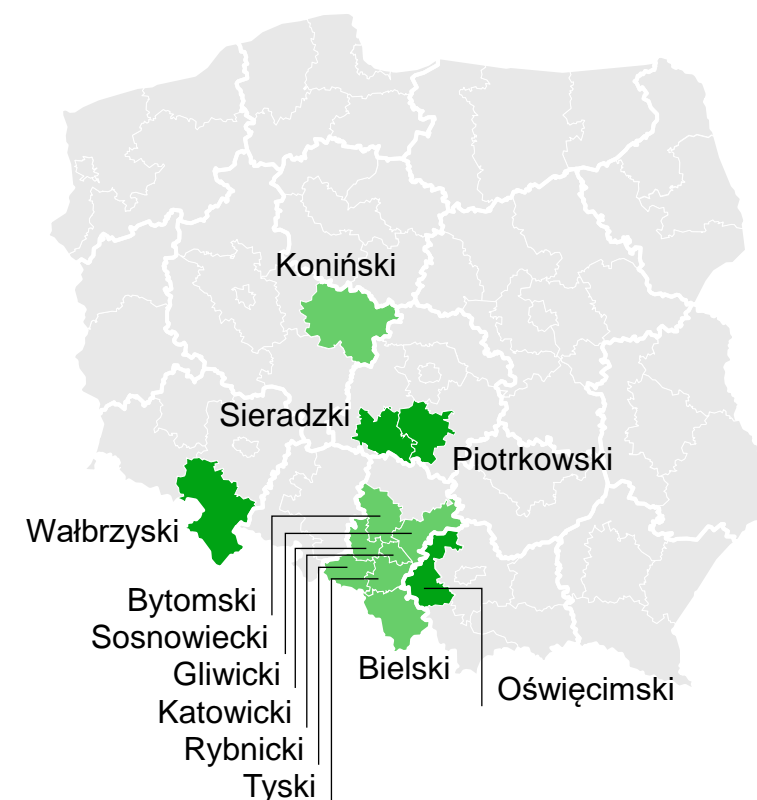 Koniński
Sieradzki
Piotrkowski
Wałbrzyski
Bytomski
Sosnowiecki
Gliwicki
Bielski
Oświęcimski
Katowicki
Rybnicki
Tyski